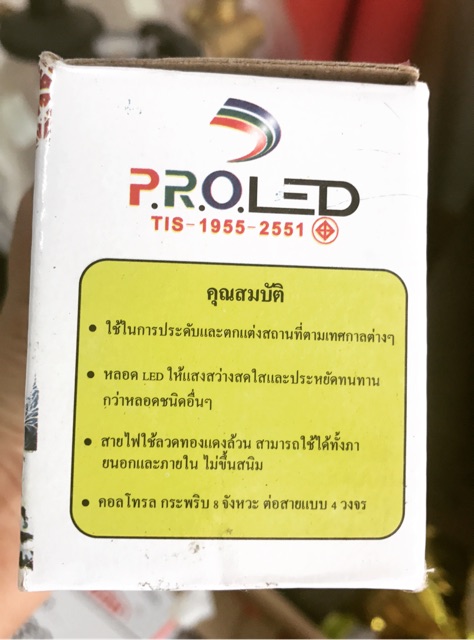 P.R.O.LED
TIS-1955-2551
คุณสมบัติ
• ใช้ในการประดับและตกแต่งสถานที่ตามเทศกาลต่างๆ
• หลอด LED ให้แสงสว่างสดใสและประหยัดทนทาน
กว่าหลอดชนิดอื่นๆ
• สายไฟใช้ลวดทองแดงล้วน สามารถใช้ได้ทั้งภา
ยนอกและภายใน ไม่ขึ้นสนิม
• คอลโทรล กระพริบ 8 จังหวะ ต่อสายแบบ 4 วงจร